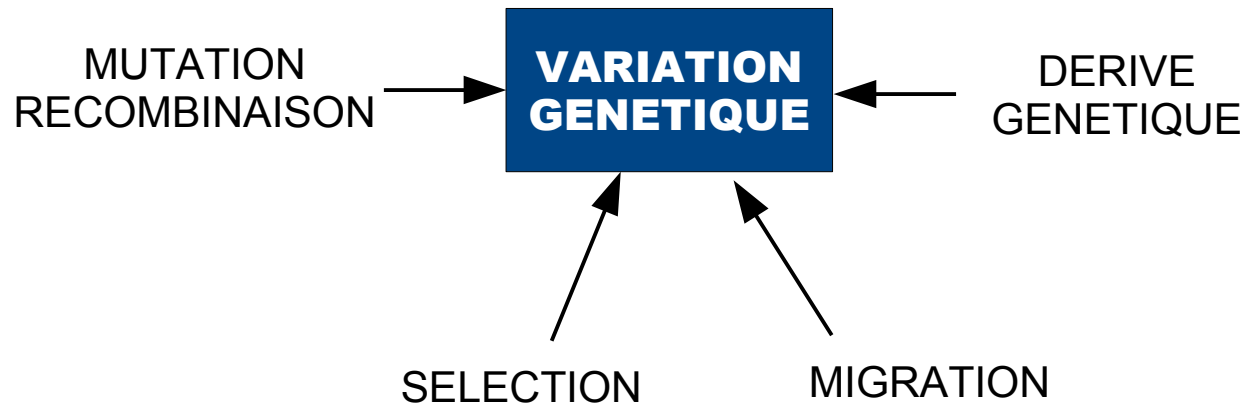 MUTATION
RECOMBINAISON
VARIATION
GENETIQUE
DERIVE
GENETIQUE
SELECTION
MIGRATION